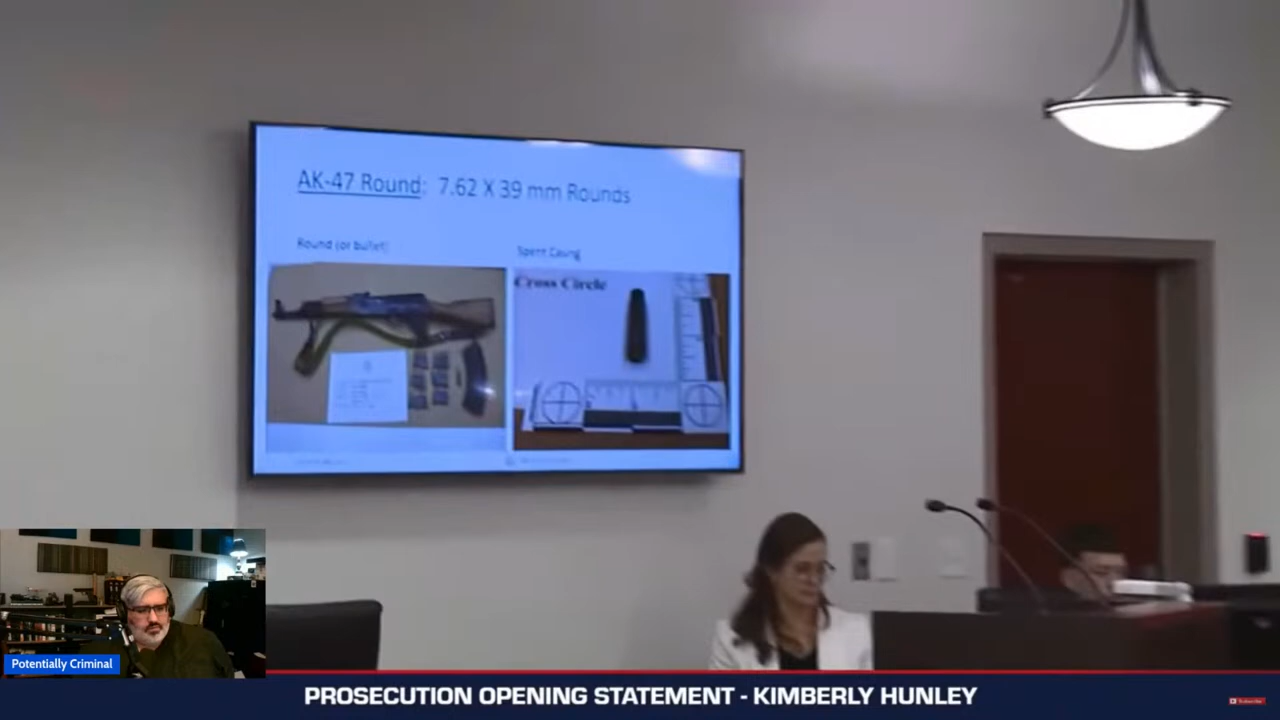 AK-47 Round: 7.62 X 39 mm Rounds
Round (or bullet)
Spent Casing
Cross Circle
Potentially Criminal
PROSECUTION OPENING STATEMENT - KIMBERLY HUNLEY
Subscribe